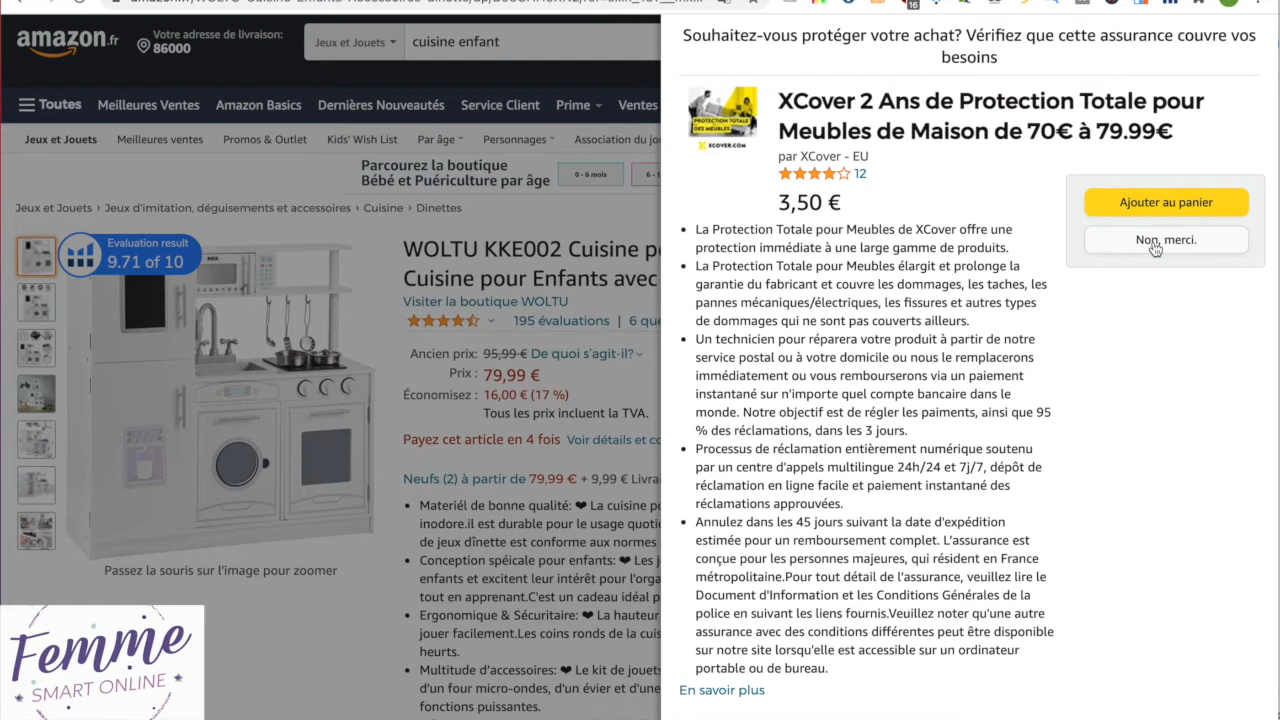 amazon.fr
Votre adresse de livraison:
86000
Jeux et Jouets
cuisine enfant
Toutes
Meilleures Ventes
Amazon Basics
Dernières Nouveautés
Service Client
Prime
Ventes
Jeux et Jouets
Meilleures ventes
Kids' Wish List
Par âge
Personnages
Association du jo
Parcourez la boutique
Bébé et Puériculture par âge
0 - 6 mois
6 - 1
Jeux et Jouets › Jeux d'imitation, déguisements et accessoires › Cuisine › Dinettes
Evaluation result
9.71 of 10
WOLTU KKE002 Cuisine p
Cuisine pour Enfants avec
Visiter la boutique WOLTU
195 évaluations | 6 que
Ancien prix: 95,99 € De quoi s'agit-il?
Prix : 79,99 €
Économisez : 16,00 € (17 %)
Tous les prix incluent la TVA.
Payez cet article en 4 fois Voir détails et co
Neufs (2) à partir de 79,99 € + 9,99 € Livrai
• Matériel de bonne qualité: ❤ La cuisine po
inodore.il est durable pour le usage quoti
de jeu dînette est conforme aux normes
• Conception spéicale pour enfants: ❤ Les j
enfants et excitent leur intérêt pour l'orga
tout en apprenant.C'est un cadeau idéal p
• Ergonomique & Sécuritaire: ❤ La hauteur
jouer facilement.Les coins ronds de la cuis
heurts.
• Multitude d'accessoires: ❤ Le kit de jouets
d'un four micro-ondes, d'un évier et d'une
fonctions puissantes.
Passez la souris sur l'image pour zoomer
Femme
SMART ONLINE
Souhaitez-vous protéger votre achat? Vérifiez que cette assurance couvre vos
besoins
PROTECTION TOTALE
DES MEUBLES
XCOVER.COM
XCover 2 Ans de Protection Totale pour
Meubles de Maison de 70€ à 79.99€
par XCover - EU
12
3,50 €
• La Protection Totale pour Meubles de XCover offre une
protection immédiate à une large gamme de produits.
• La Protection Totale pour Meubles élargit et prolonge la
garantie du fabricant et couvre les dommages, les taches, les
pannes mécaniques/électriques, les fissures et autres types
de dommages qui ne sont pas couverts ailleurs.
• Un technicien pour réparera votre produit à partir de notre
service postal ou à votre domicile ou nous le remplacerons
immédiatement ou vous rembourserons via un paiement
instantané sur n'importe quel compte bancaire dans le
monde. Notre objectif est de régler les paiments, ainsi que 95
% des réclamations, dans les 3 jours.
• Processus de réclamation entièrement numérique soutenu
par un centre d'appels multilingue 24h/24 et 7j/7, dépôt de
réclamation en ligne facile et paiement instantané des
réclamations approuvées.
• Annulez dans les 45 jours suivant la date d'expédition
estimée pour un remboursement complet. L'assurance est
conçue pour les personnes majeures, qui résident en France
métropolitaine.Pour tout détail de l'assurance, veuillez lire le
Document d'Information et les Conditions Générales de la
police en suivant les liens fournis.Veuillez noter qu'une autre
assurance avec des conditions différentes peut être disponible
sur notre site lorsqu'elle est accessible sur un ordinateur
portable ou de bureau.
En savoir plus
Ajouter au panier
Non, merci.
16